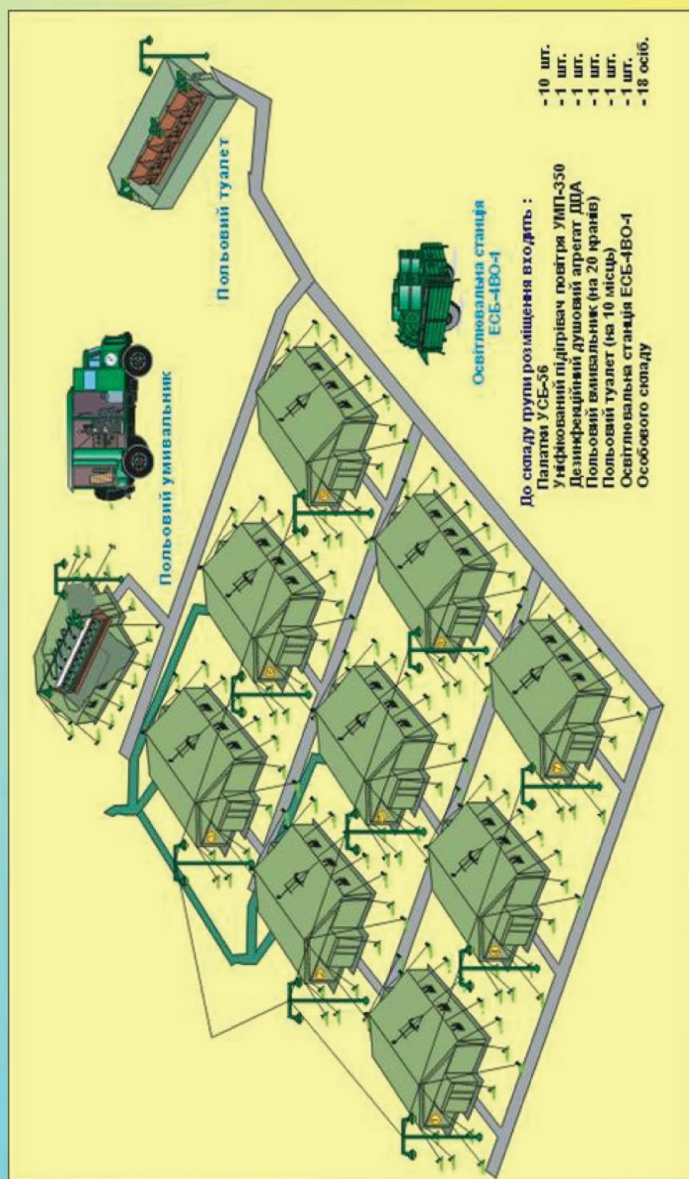 Польовий туалет
Польовий умивальник
Освітлювальна станція
ЕСБ-4ВО-1
До складу групи розміщення входить :
Палатки УСБ-56 - 10 шт.
Уніфікований підігрівач повітря УМП-350 - 1 шт.
Дезинфекційний душовий агрегат ДДА - 1 шт.
Польовий вмивальник (на 20 кранів) - 1 шт.
Польовий туалет (на 10 місць) - 1 шт.
Освітлювальна станція ЕСБ-4ВО-1 - 1 шт.
Особового складу - 18 осіб.